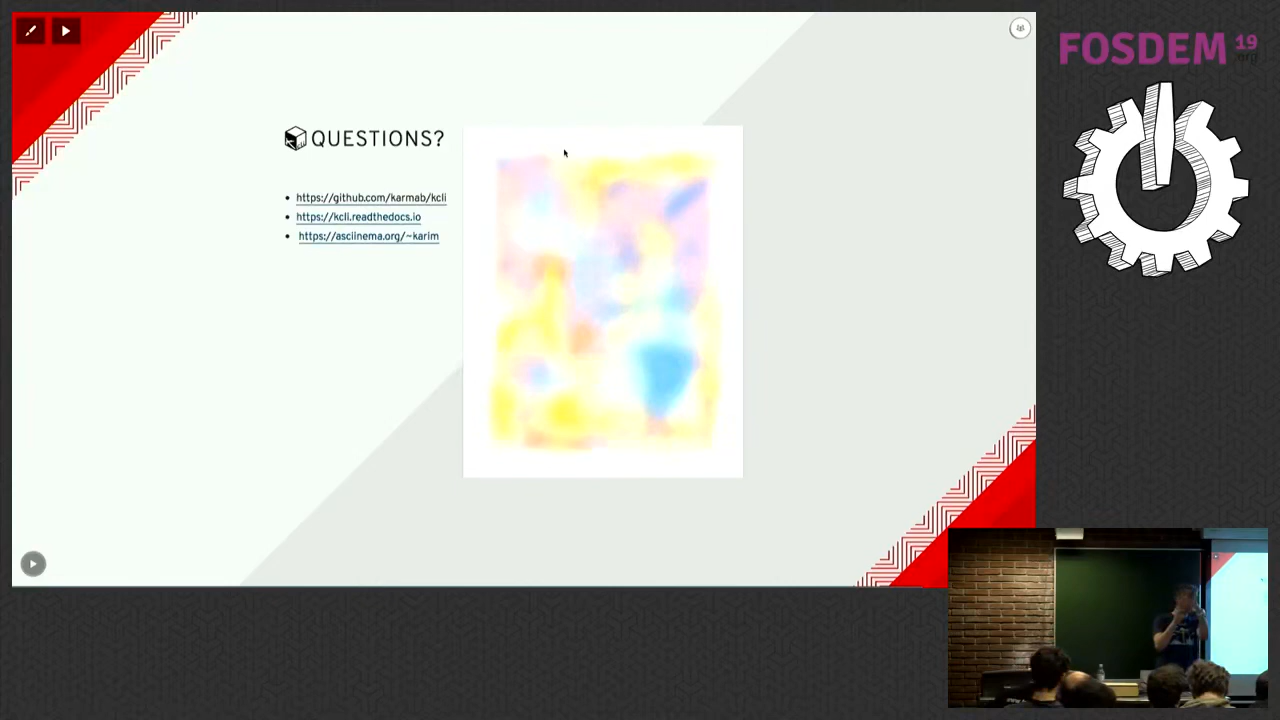 FOSDEM 19
.org
QUESTIONS?
https://github.com/karmab/kcli
https://kcli.readthedocs.io
https://asciinema.org/~karim